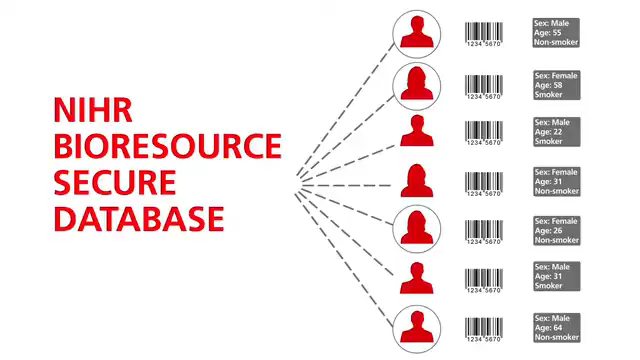 NIHR
BIORESOURCE
SECURE
DATABASE
1234 5670
Sex: Male
Age: 55
Non-smoker
1234 5670
Sex: Female
Age: 58
Smoker
1234 5670
Sex: Male
Age: 22
Smoker
1234 5670
Sex: Female
Age: 31
Non-smoker
1234 5670
Sex: Female
Age: 26
Non-smoker
1234 5670
Sex: Male
Age: 31
Smoker
1234 5670
Sex: Male
Age: 64
Non-smoker